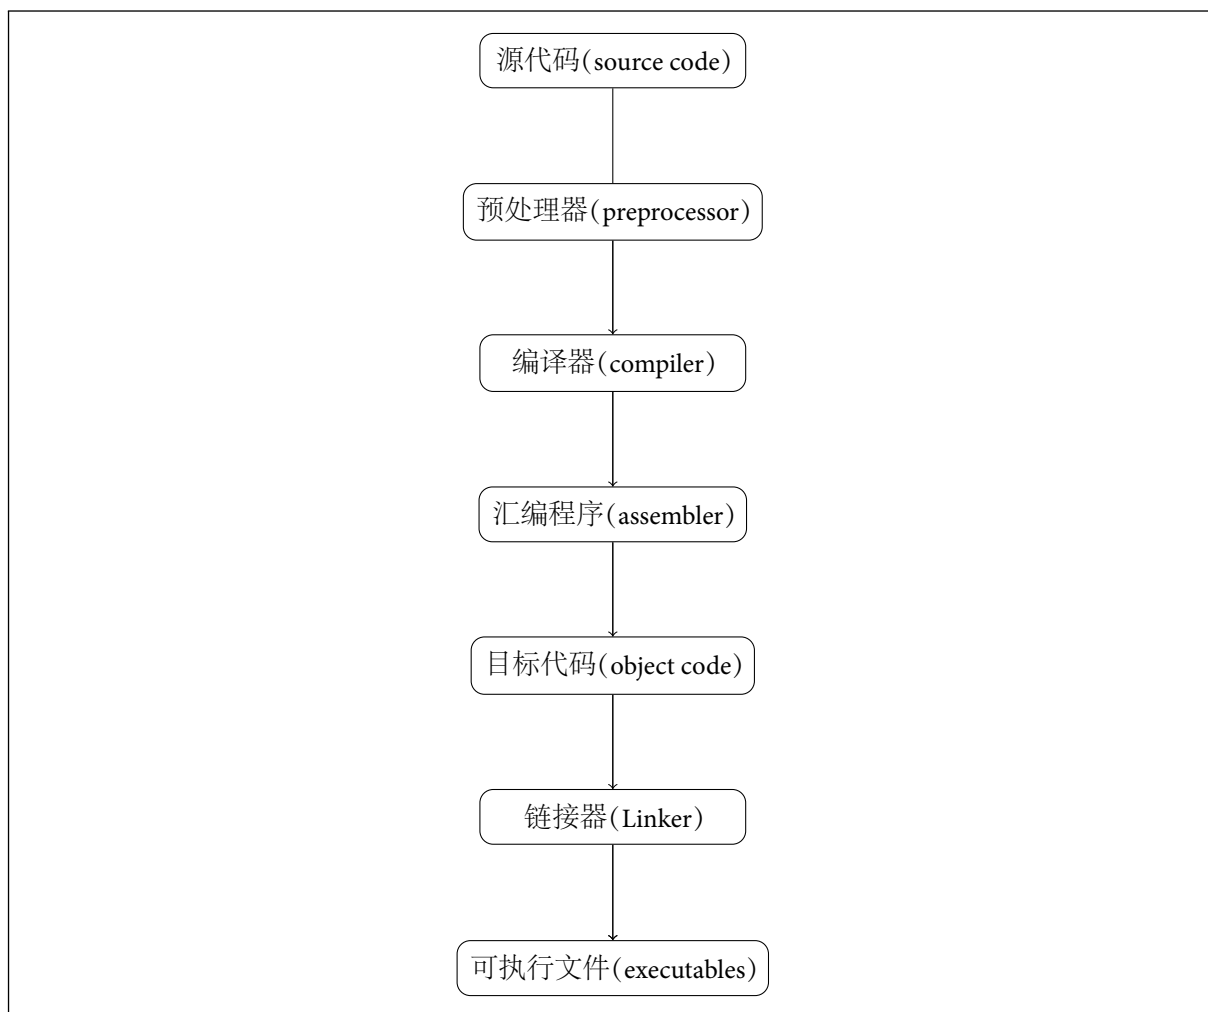 源代码(source code)
预处理器(preprocessor)
编译器(compiler)
汇编程序(assembler)
目标代码(object code)
链接器(Linker)
可执行文件(executables)